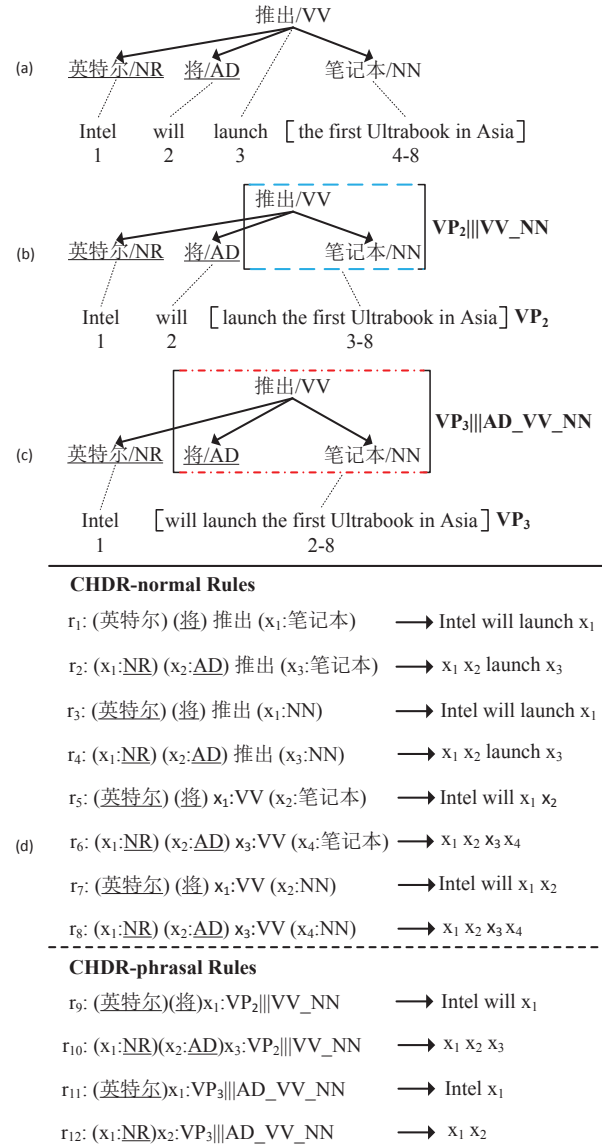 推出/VV
(a)
英特尔/NR 将/AD 笔记本/NN
Intel will launch [the first Ultrabook in Asia]
1 2 3 4-8
推出/VV
VP₂|||VV_NN
(b)
英特尔/NR 将/AD 笔记本/NN
Intel will [launch the first Ultrabook in Asia] VP₂
1 2 3-8
推出/VV
VP₃|||AD_VV_NN
(c)
英特尔/NR 将/AD 笔记本/NN
Intel [will launch the first Ultrabook in Asia] VP₃
1 2-8
CHDR-normal Rules
r₁: (英特尔) (将) 推出 (x₁:笔记本) → Intel will launch x₁
r₂: (x₁:NR) (x₂:AD) 推出 (x₃:笔记本) → x₁ x₂ launch x₃
r₃: (英特尔) (将) 推出 (x₁:NN) → Intel will launch x₁
r₄: (x₁:NR) (x₂:AD) 推出 (x₃:NN) → x₁ x₂ launch x₃
r₅: (英特尔) (将) x₁:VV (x₂:笔记本) → Intel will x₁ x₂
(d) r₆: (x₁:NR) (x₂:AD) x₃:VV (x₄:笔记本) → x₁ x₂ x₃ x₄
r₇: (英特尔) (将) x₁:VV (x₂:NN) → Intel will x₁ x₂
r₈: (x₁:NR) (x₂:AD) x₃:VV (x₄:NN) → x₁ x₂ x₃ x₄
CHDR-phrasal Rules
r₉: (英特尔)(将)x₁:VP₂|||VV_NN → Intel will x₁
r₁₀: (x₁:NR)(x₂:AD)x₃:VP₂|||VV_NN → x₁ x₂ x₃
r₁₁: (英特尔)x₁:VP₃|||AD_VV_NN → Intel x₁
r₁₂: (x₁:NR)x₂:VP₃|||AD_VV_NN → x₁ x₂